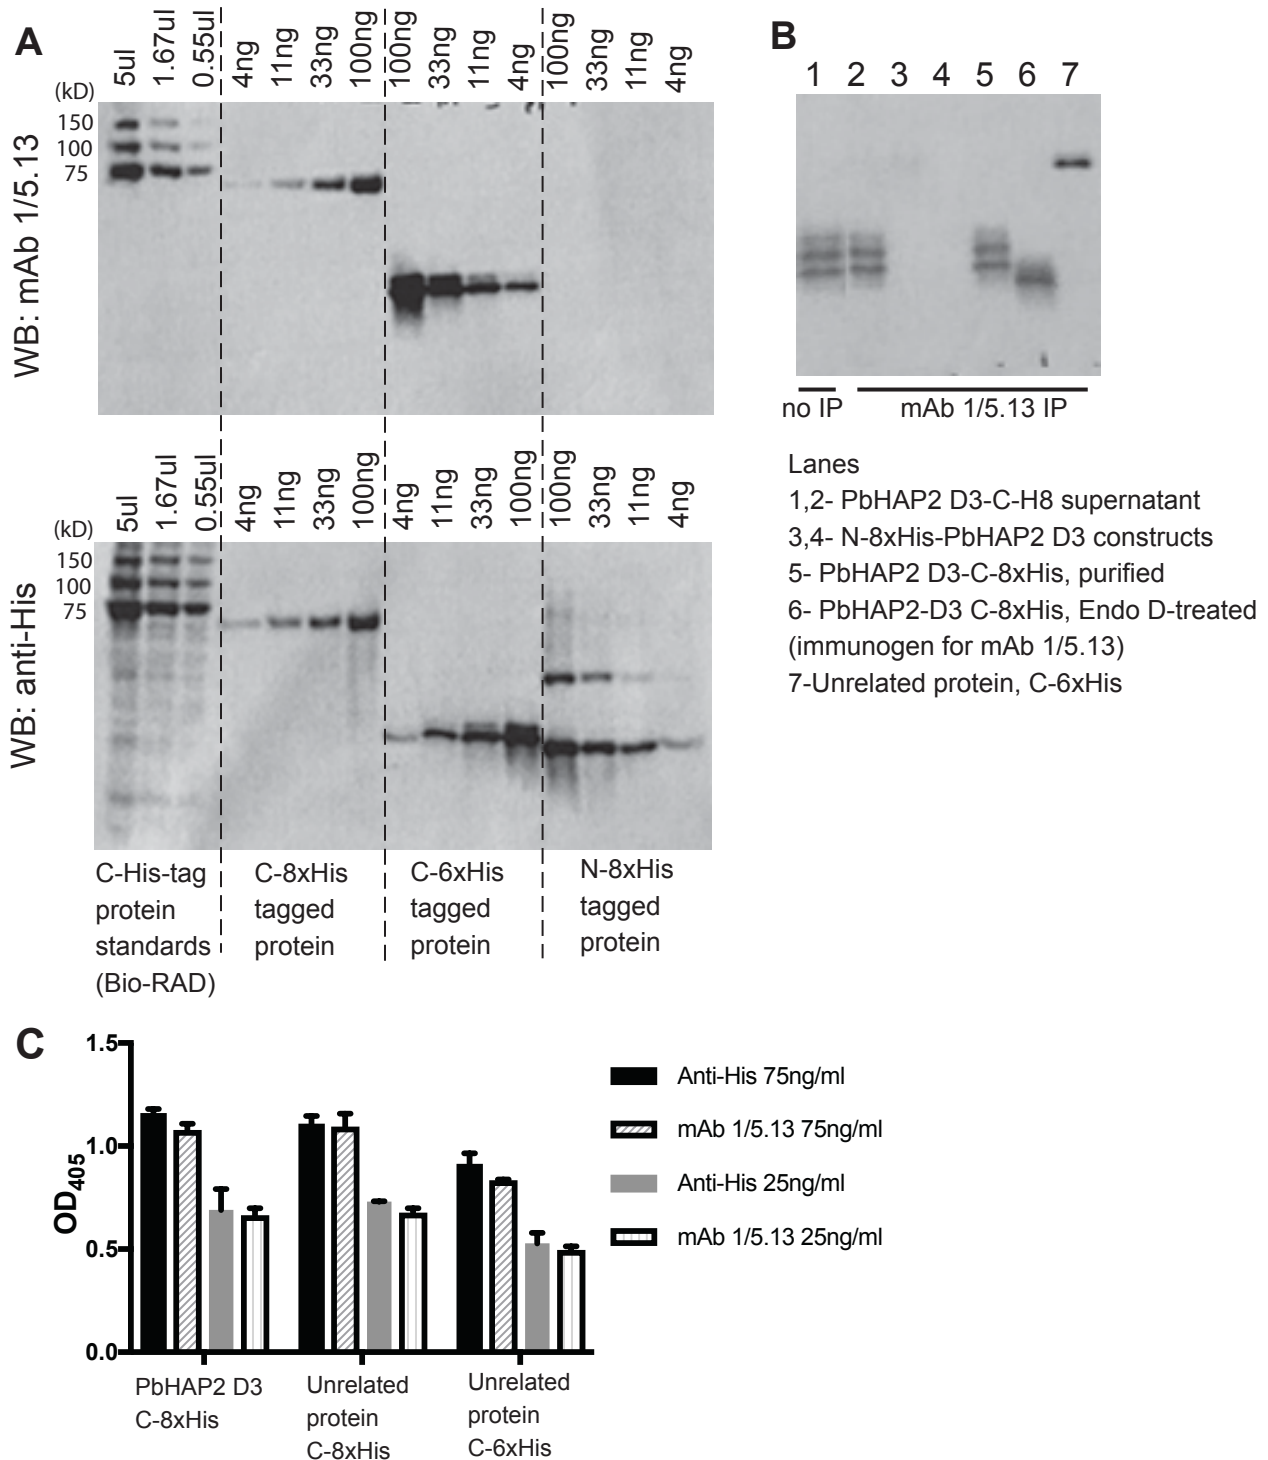 A
5ul 1.67ul 0.55ul 4ng 11ng 33ng 100ng 100ng 33ng 11ng 4ng 100ng 33ng 11ng 4ng
(kD)
150
100
75
WB: mAb 1/5.13
5ul 1.67ul 0.55ul 4ng 11ng 33ng 100ng 4ng 11ng 33ng 100ng 100ng 33ng 11ng 4ng
(kD)
150
100
75
WB: anti-His
C-His-tag
protein
standards
(Bio-RAD)
C-8xHis
tagged
protein
C-6xHis
tagged
protein
N-8xHis
tagged
protein
B
1 2 3 4 5 6 7
no IP mAb 1/5.13 IP
Lanes
1,2- PbHAP2 D3-C-H8 supernatant
3,4- N-8xHis-PbHAP2 D3 constructs
5- PbHAP2 D3-C-8xHis, purified
6- PbHAP2-D3 C-8xHis, Endo D-treated
(immunogen for mAb 1/5.13)
7-Unrelated protein, C-6xHis
C
1.5
1.0
0.5
0.0
OD405
PbHAP2 D3
C-8xHis
Unrelated
protein
C-8xHis
Unrelated
protein
C-6xHis
Anti-His 75ng/ml
mAb 1/5.13 75ng/ml
Anti-His 25ng/ml
mAb 1/5.13 25ng/ml